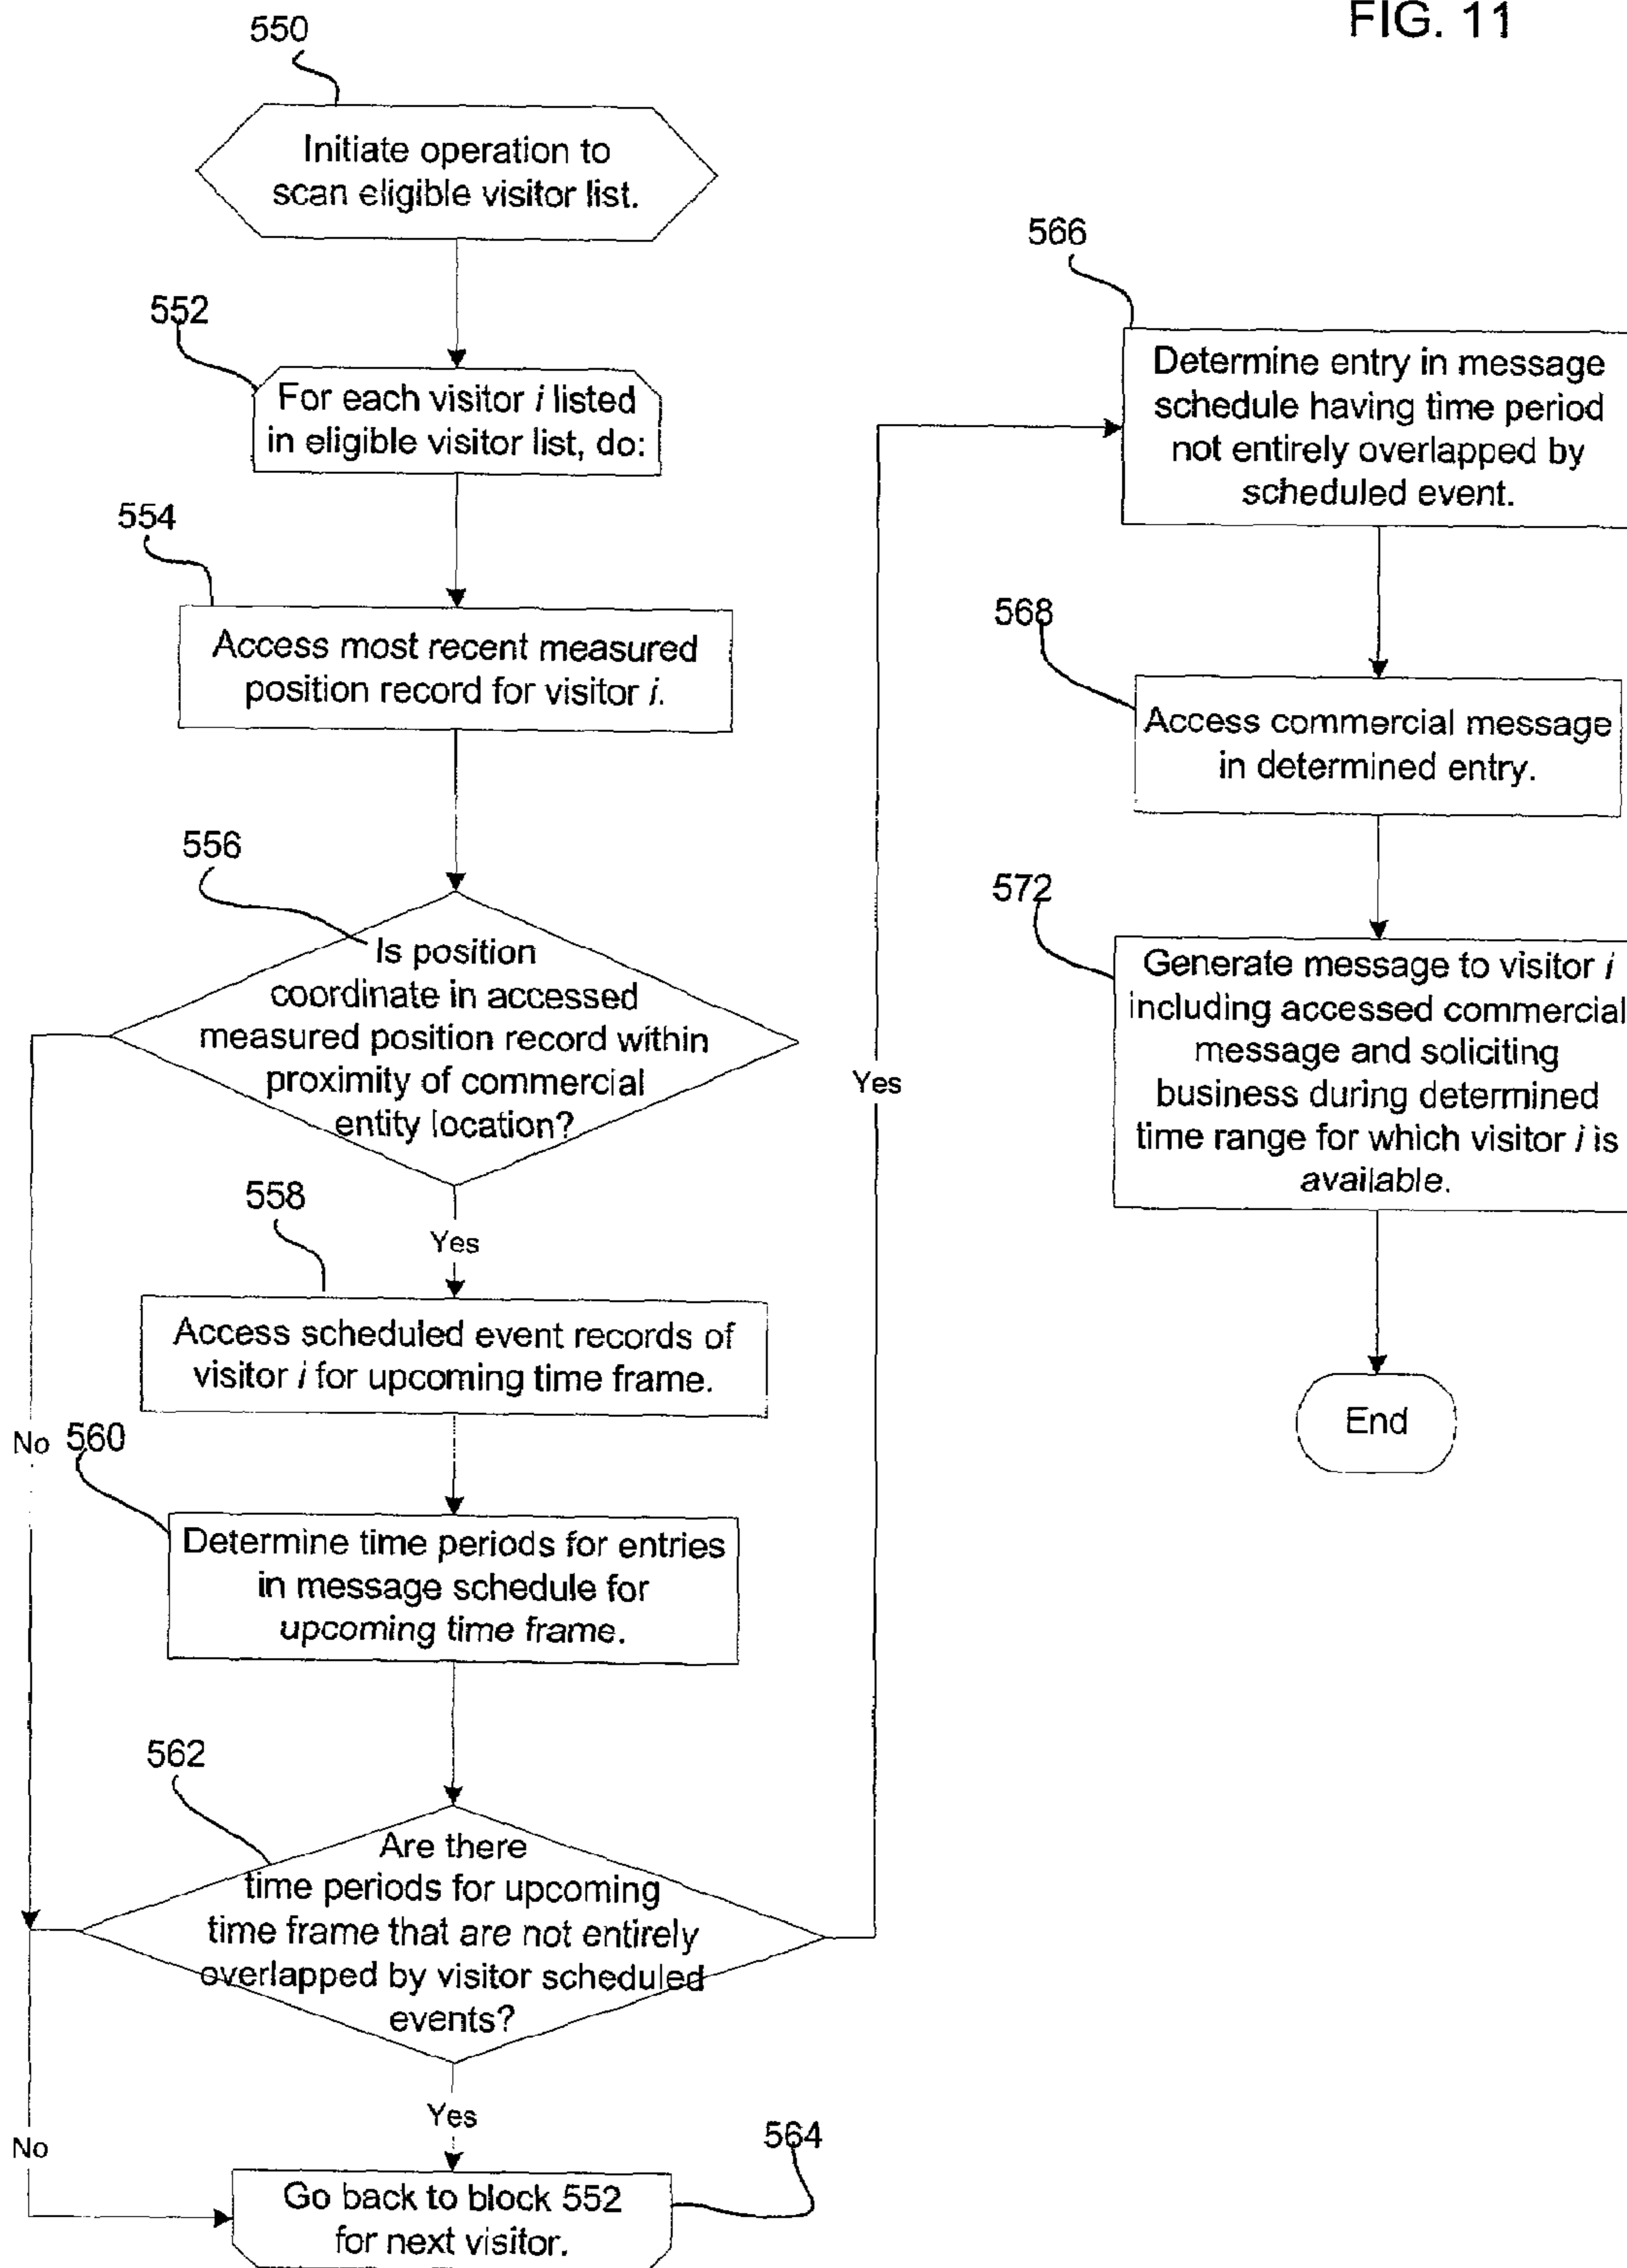 FIG. 11
550
Initiate operation to
scan eligible visitor list.
552
For each visitor i listed
in eligible visitor list, do:
554
Access most recent measured
position record for visitor i.
556
Is position
coordinate in accessed
measured position record within
proximity of commercial
entity location?
558
Yes
Access scheduled event records of
visitor i for upcoming time frame.
No
560
Determine time periods for entries
in message schedule for
upcoming time frame.
562
Are there
time periods for upcoming
time frame that are not entirely
overlapped by visitor scheduled
events?
Yes
No
564
Go back to block 552
for next visitor.
Yes
566
Determine entry in message
schedule having time period
not entirely overlapped by
scheduled event.
568
Access commercial message
in determined entry.
572
Generate message to visitor i
including accessed commercial
message and soliciting
business during determined
time range for which visitor i is
available.
End